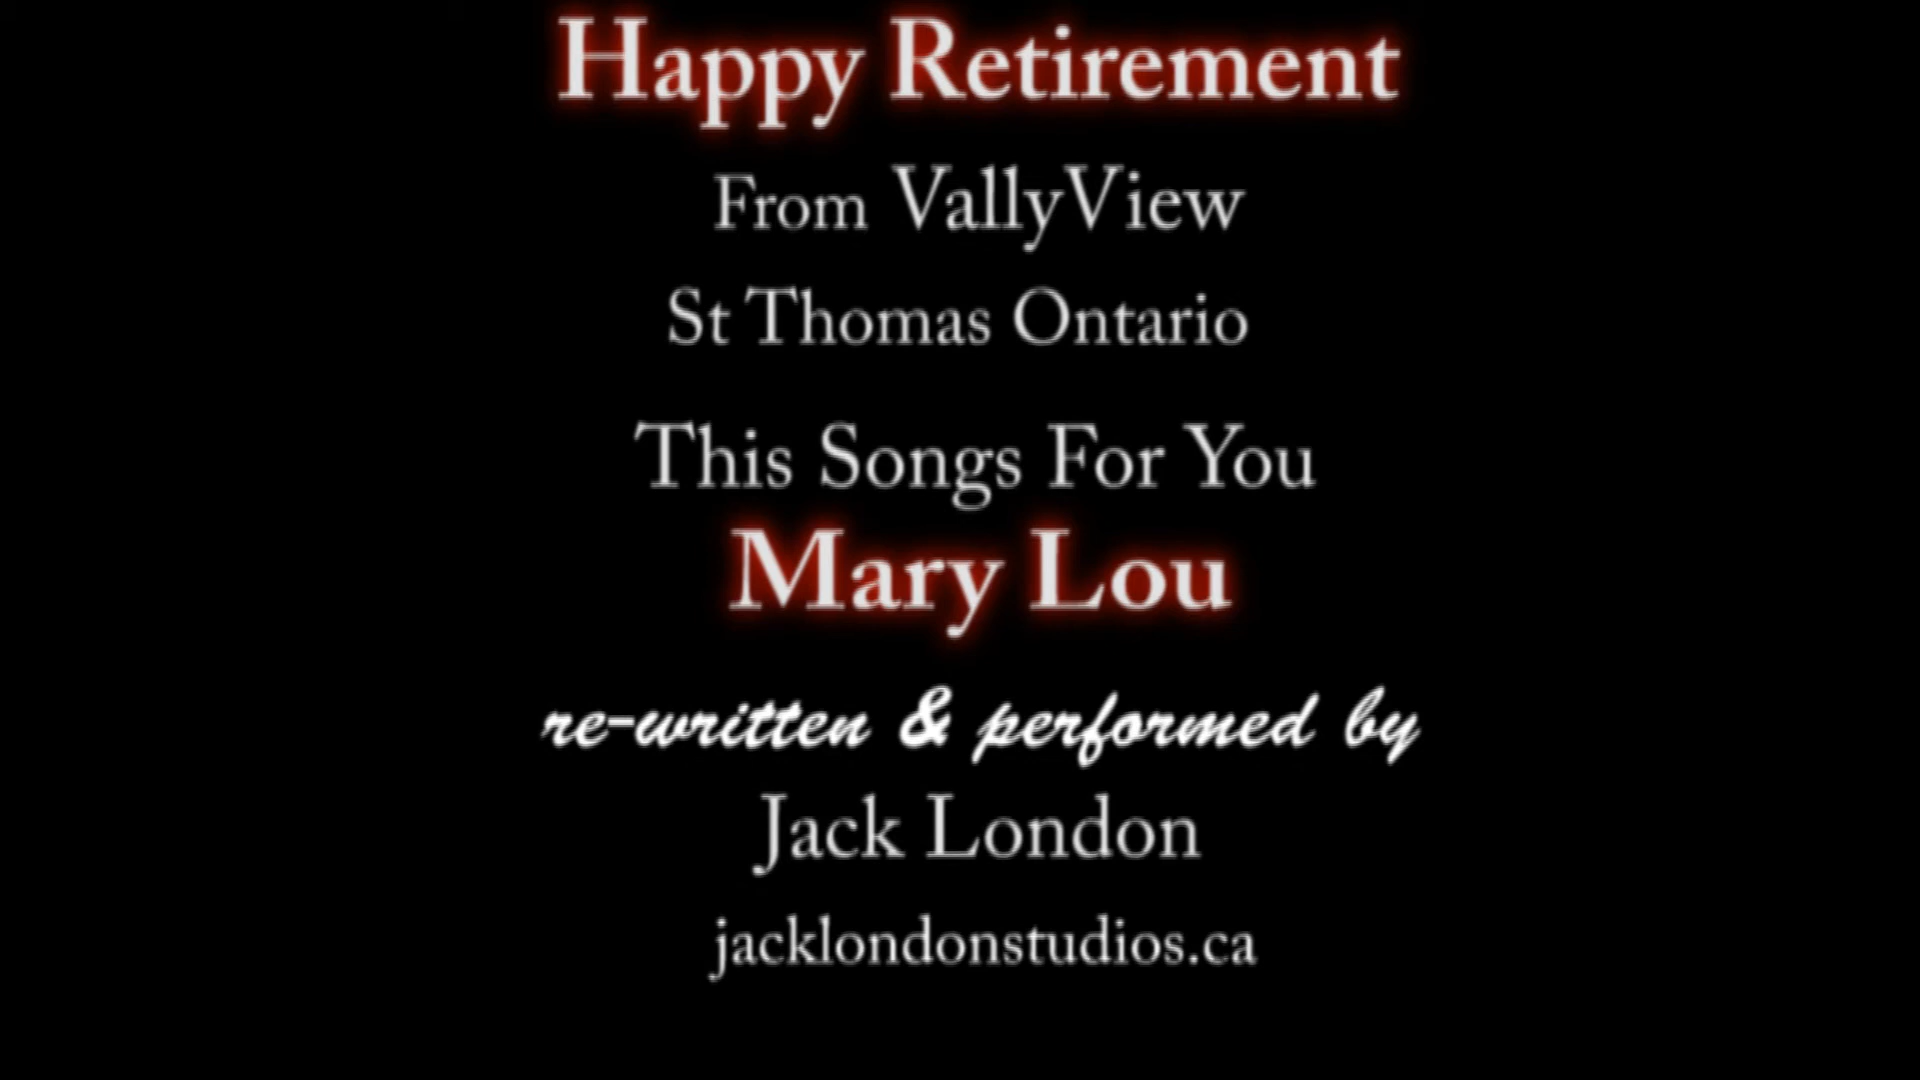 Happy Retirement
From VallyView
St Thomas Ontario
This Songs For You
Mary Lou
re-written & performed by
Jack London
jacklondonstudios.ca